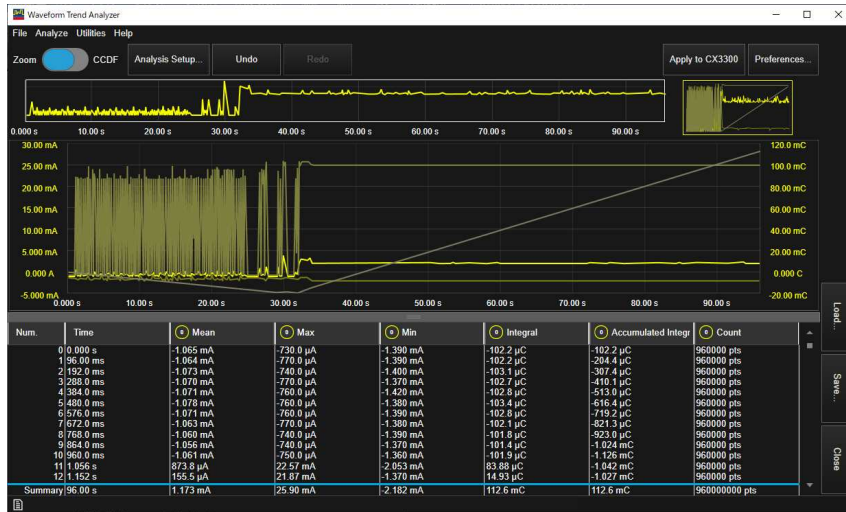 Waveform Trend Analyzer
File Analyze Utilities Help
Zoom CCDF Analysis Setup... Undo Redo Apply to CX3300 Preferences...
0.000 s 10.00 s 20.00 s 30.00 s 40.00 s 50.00 s 60.00 s 70.00 s 80.00 s 90.00 s
30.00 mA 120.0 mC
25.00 mA 100.0 mC
20.00 mA 80.00 mC
15.00 mA 60.00 mC
10.00 mA 40.00 mC
5.000 mA 20.00 mC
0.000 A 0.000 C
-5.000 mA -20.00 mC
0.000 s 10.00 s 20.00 s 30.00 s 40.00 s 50.00 s 60.00 s 70.00 s 80.00 s 90.00 s
Load...
Save...
Close
Num. Time Mean Max Min Integral Accumulated Integr Count
0 0.000 s -1.065 mA -730.0 µA -1.390 mA -102.2 µC -102.2 µC 960000 pts
1 96.00 ms -1.064 mA -770.0 µA -1.390 mA -102.2 µC -204.4 µC 960000 pts
2 192.0 ms -1.073 mA -740.0 µA -1.400 mA -103.1 µC -307.4 µC 960000 pts
3 288.0 ms -1.070 mA -770.0 µA -1.370 mA -102.7 µC -410.1 µC 960000 pts
4 384.0 ms -1.071 mA -760.0 µA -1.420 mA -102.8 µC -513.0 µC 960000 pts
5 480.0 ms -1.078 mA -760.0 µA -1.380 mA -103.4 µC -616.4 µC 960000 pts
6 576.0 ms -1.071 mA -760.0 µA -1.390 mA -102.8 µC -719.2 µC 960000 pts
7 672.0 ms -1.063 mA -770.0 µA -1.380 mA -102.1 µC -821.3 µC 960000 pts
8 768.0 ms -1.060 mA -740.0 µA -1.390 mA -101.8 µC -923.0 µC 960000 pts
9 864.0 ms -1.056 mA -740.0 µA -1.370 mA -101.4 µC -1.024 mC 960000 pts
10 960.0 ms -1.061 mA -750.0 µA -1.360 mA -101.9 µC -1.126 mC 960000 pts
11 1.056 s 873.8 µA 22.57 mA -2.053 mA 83.88 µC -1.042 mC 960000 pts
12 1.152 s 155.5 µA 21.87 mA -1.370 mA 14.93 µC -1.027 mC 960000 pts
Summary 96.00 s 1.173 mA 25.90 mA -2.182 mA 112.6 mC 112.6 mC 960000000 pts